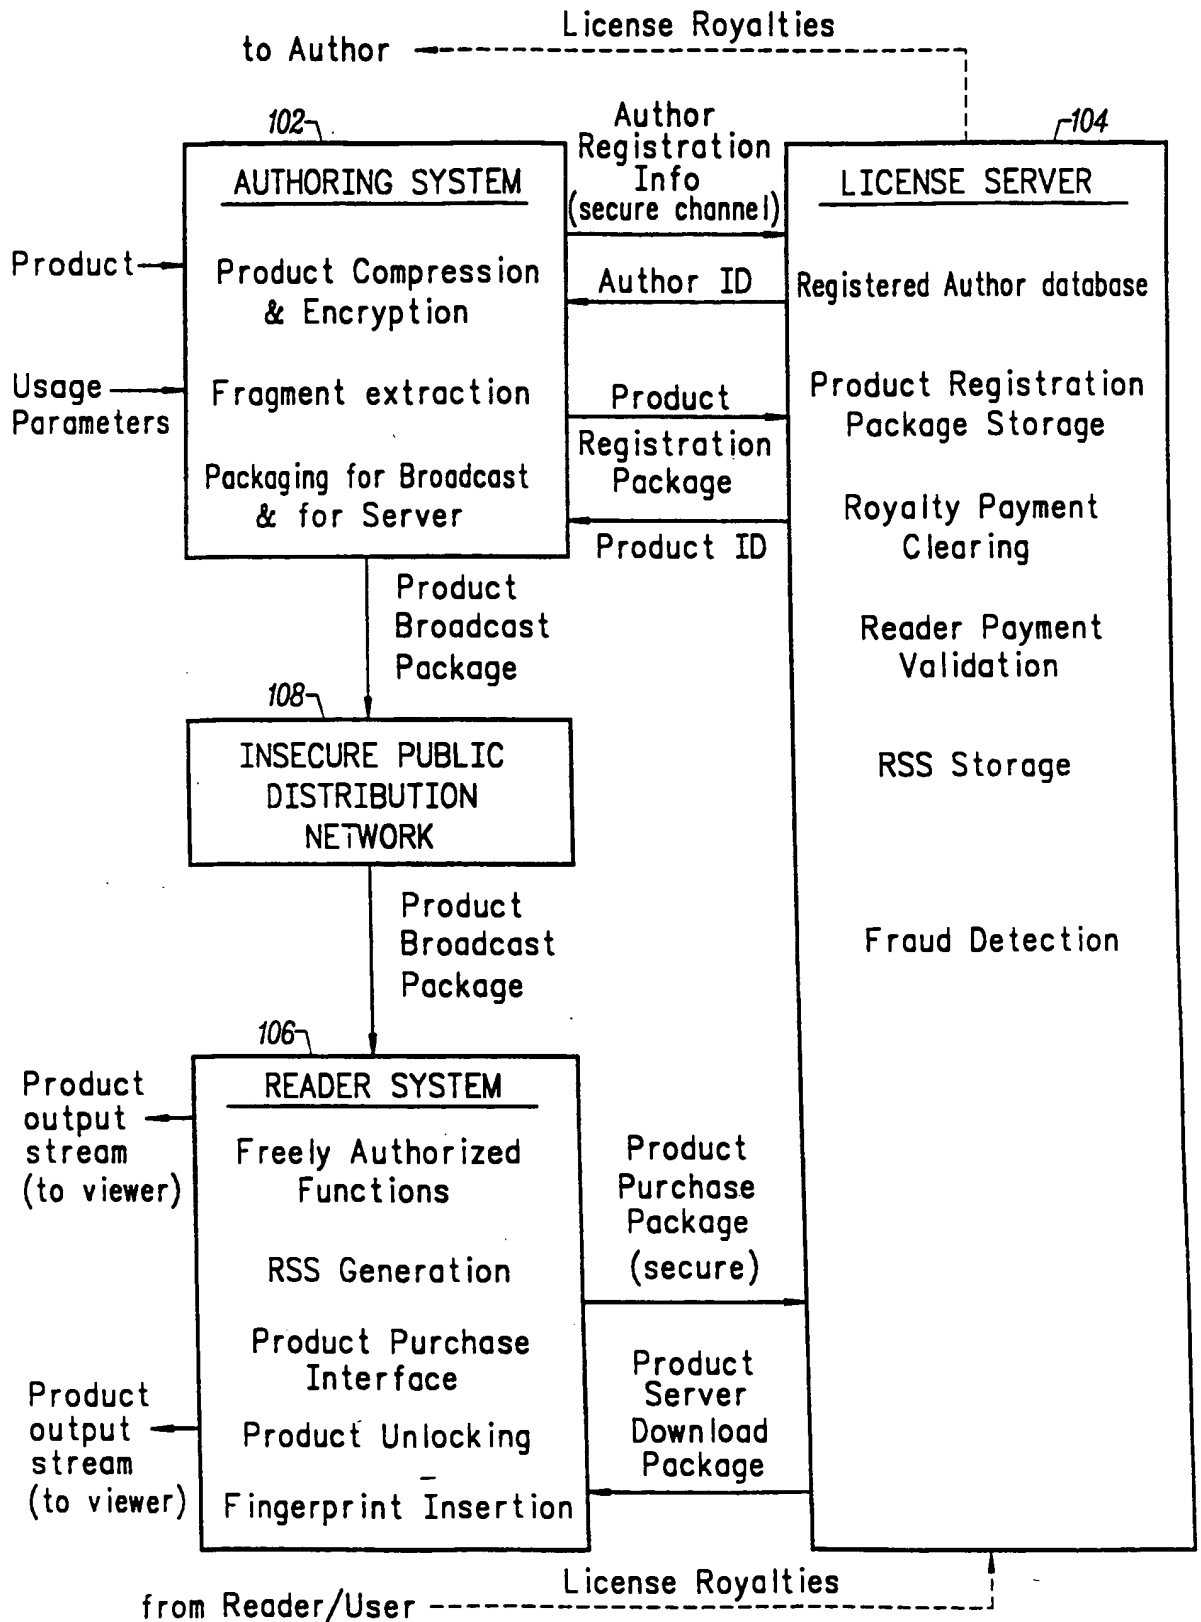 License Royalties
to Author
102
104
Author
Registration
Info
(secure channel)
AUTHORING SYSTEM
LICENSE SERVER
Product
Product Compression
& Encryption
Author ID
Registered Author database
Usage
Parameters
Fragment extraction
Product
Registration
Package
Product Registration
Package Storage
Packaging for Broadcast
& for Server
Product ID
Royalty Payment
Clearing
Product
Broadcast
Package
Reader Payment
Validation
108
INSECURE PUBLIC
DISTRIBUTION
NETWORK
RSS Storage
Product
Broadcast
Package
Fraud Detection
106
READER SYSTEM
Product
output
stream
(to viewer)
Freely Authorized
Functions
Product
Purchase
Package
(secure)
RSS Generation
Product Purchase
Interface
Product
Server
Download
Package
Product
output
stream
(to viewer)
Product Unlocking
Fingerprint Insertion
License Royalties
from Reader/User